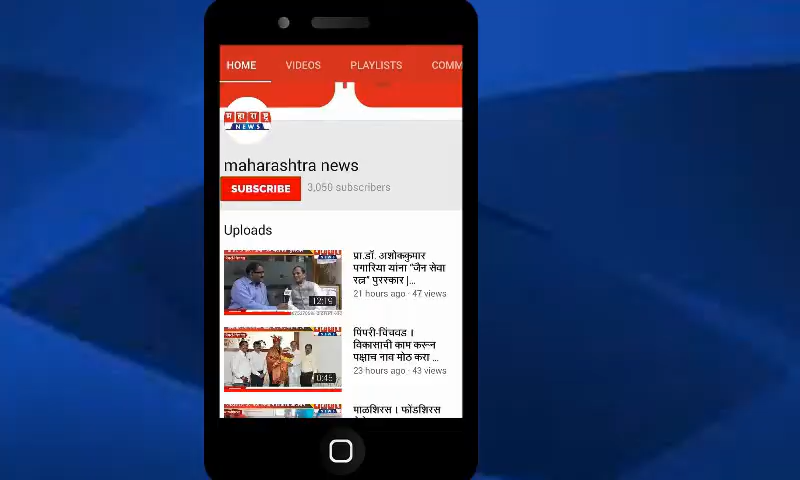 HOME VIDEOS PLAYLISTS COMM
महाराष्ट्र
NEWS
maharashtra news
SUBSCRIBE 3,050 subscribers
Uploads
प्रा.डॉ. अशोककुमार
पगारिया यांना "जैन सेवा
रत्न" पुरस्कार |...
21 hours ago · 47 views
12:19
पिंपरी-चिंचवड ।
विकासाची काम करून
पक्षाच नाव मोठ करा ...
23 hours ago · 43 views
0:45
माळशिरस । फोंडशिरस